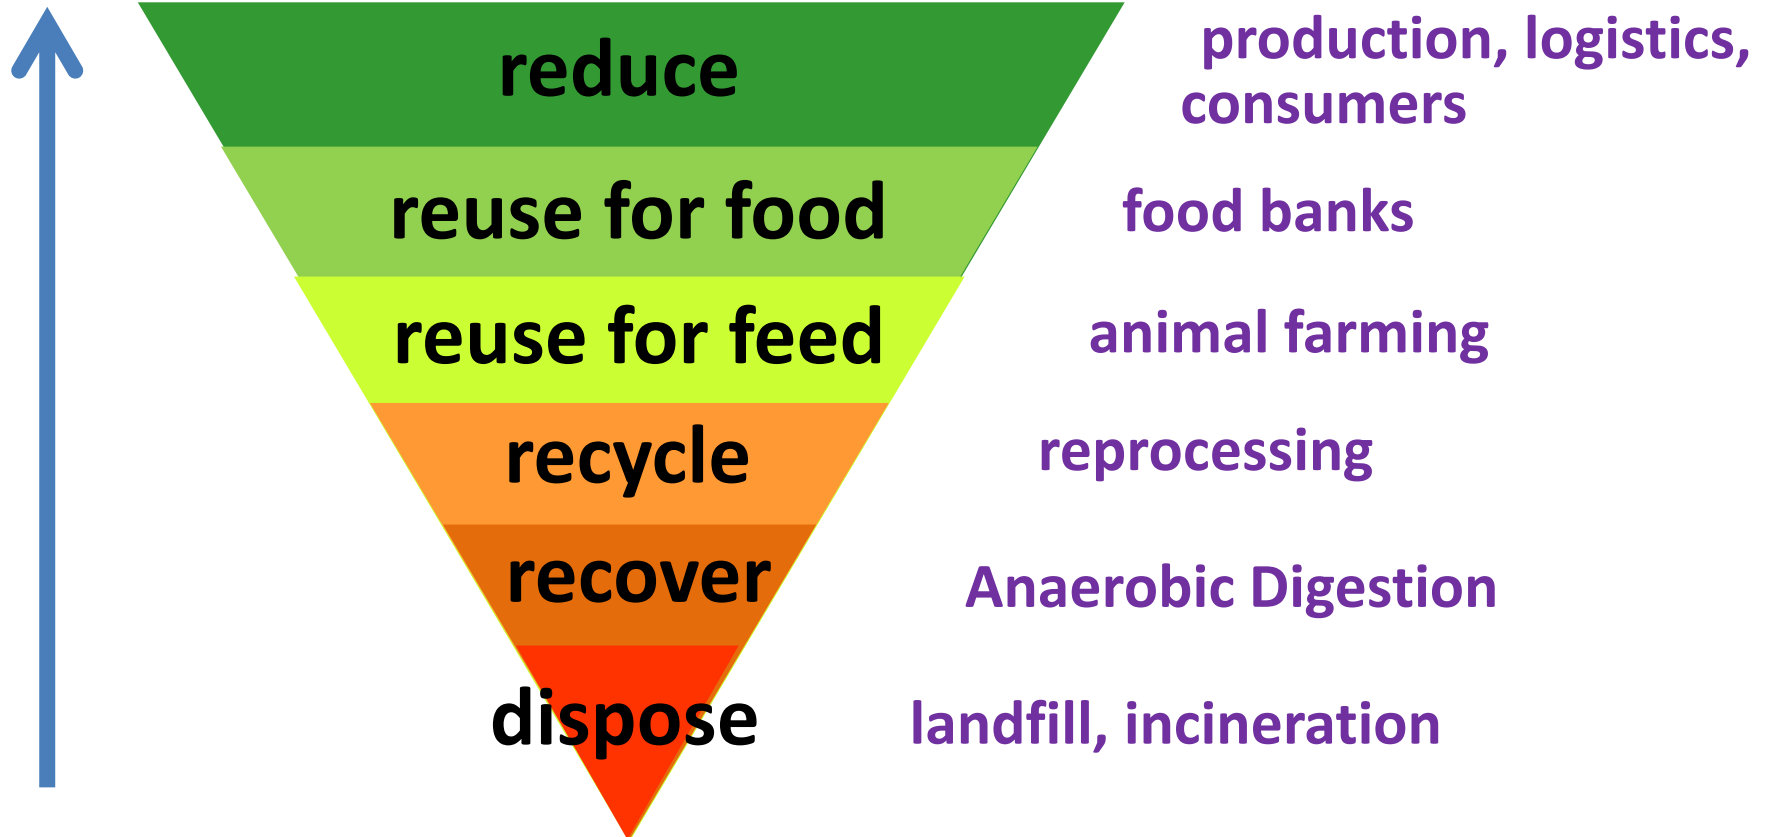 reduce
production, logistics,
consumers
reuse for food
food banks
reuse for feed
animal farming
recycle
reprocessing
recover
Anaerobic Digestion
dispose
landfill, incineration